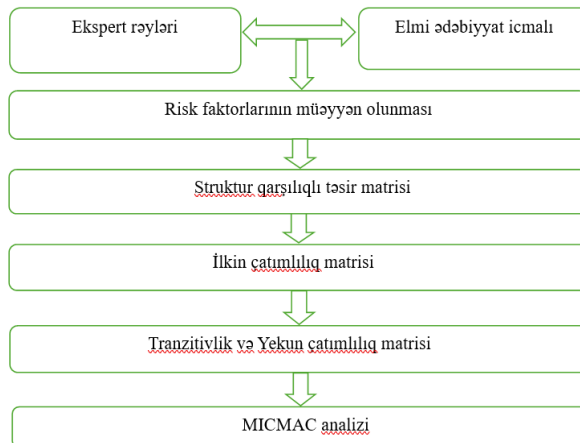 Ekspert rəyləri
Elmi ədəbiyyat icmalı
Risk faktorlarının müəyyən olunması
Struktur qarşılıqlı təsir matrisi
İlkin çatımlılıq matrisi
Tranzitivlik və Yekun çatımlılıq matrisi
MICMAC analizi